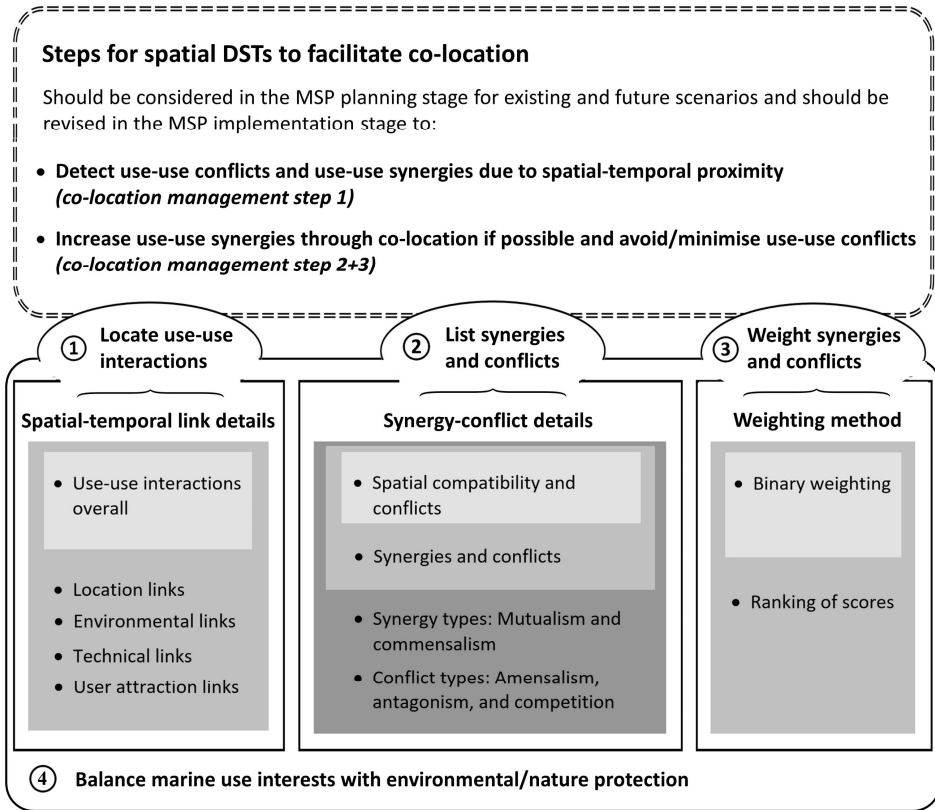 Steps for spatial DSTs to facilitate co-location
Should be considered in the MSP planning stage for existing and future scenarios and should be
revised in the MSP implementation stage to:
• Detect use-use conflicts and use-use synergies due to spatial-temporal proximity
(co-location management step 1)
• Increase use-use synergies through co-location if possible and avoid/minimise use-use conflicts
(co-location management step 2+3)
① Locate use-use
interactions
Spatial-temporal link details
• Use-use interactions
overall
• Location links
• Environmental links
• Technical links
• User attraction links
② List synergies
and conflicts
Synergy-conflict details
• Spatial compatibility and
conflicts
• Synergies and conflicts
• Synergy types: Mutualism and
commensalism
• Conflict types: Amensalism,
antagonism, and competition
③ Weight synergies
and conflicts
Weighting method
• Binary weighting
• Ranking of scores
④ Balance marine use interests with environmental/nature protection